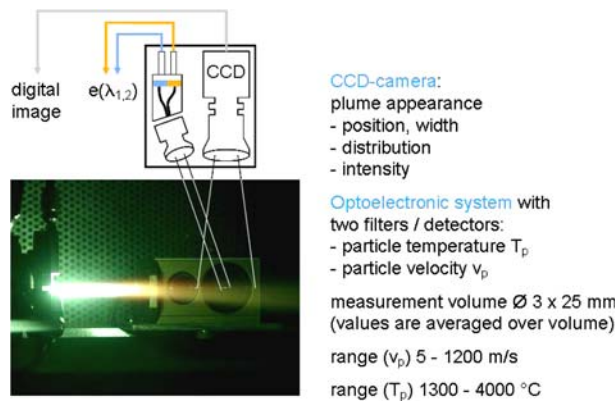 digital
image
e(λ1,2)
CCD
CCD-camera:
plume appearance
- position, width
- distribution
- intensity
Optoelectronic system with
two filters / detectors:
- particle temperature Tp
- particle velocity vp
measurement volume Ø 3 x 25 mm
(values are averaged over volume)
range (vp) 5 - 1200 m/s
range (Tp) 1300 - 4000 °C